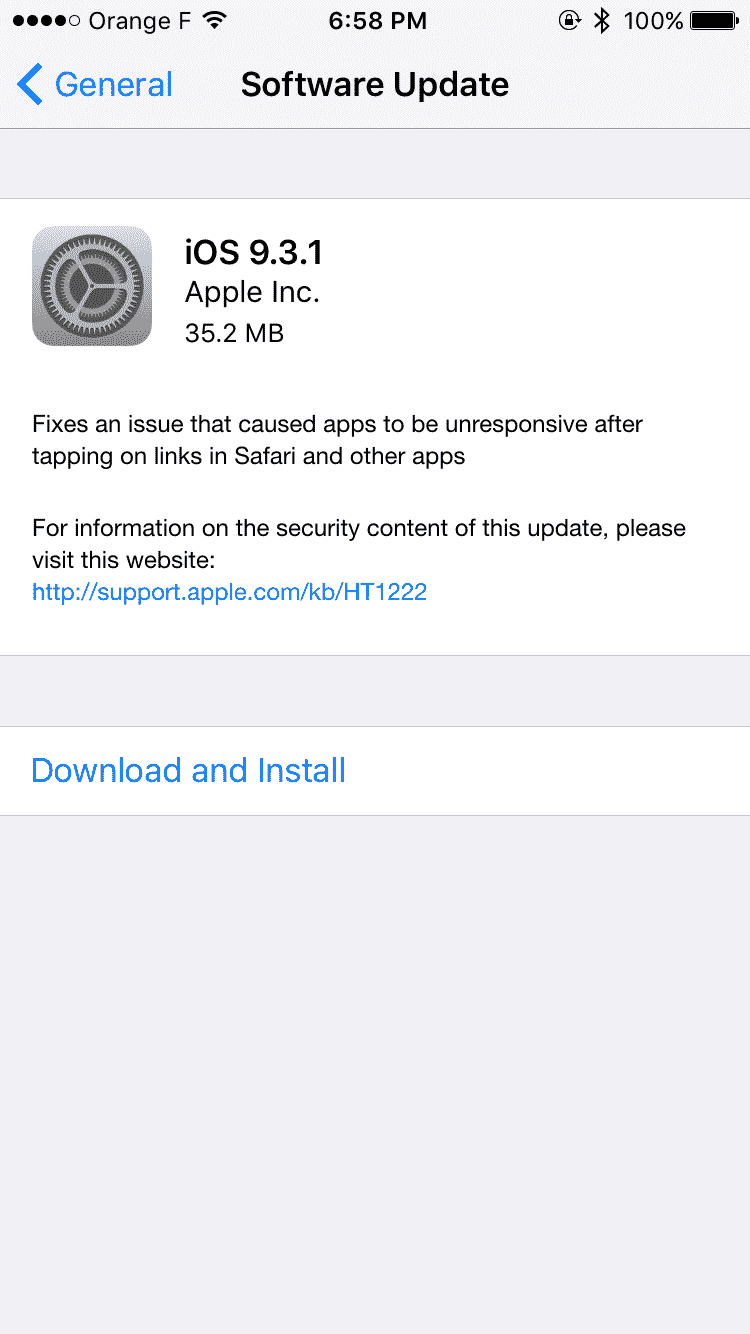 Orange F 6:58 PM 100%
General Software Update
iOS 9.3.1
Apple Inc.
35.2 MB
Fixes an issue that caused apps to be unresponsive after
tapping on links in Safari and other apps
For information on the security content of this update, please
visit this website:
http://support.apple.com/kb/HT1222
Download and Install